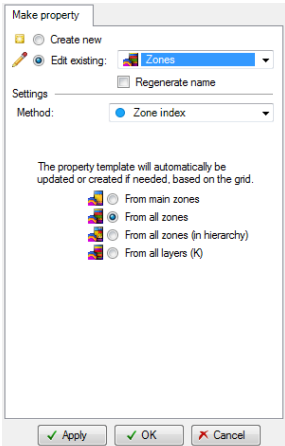 Make property
Create new
Edit existing: Zones
Regenerate name
Settings
Method: Zone index
The property template will automatically be
updated or created if needed, based on the grid.
From main zones
From all zones
From all zones (in hierarchy)
From all layers (K)
Apply OK Cancel